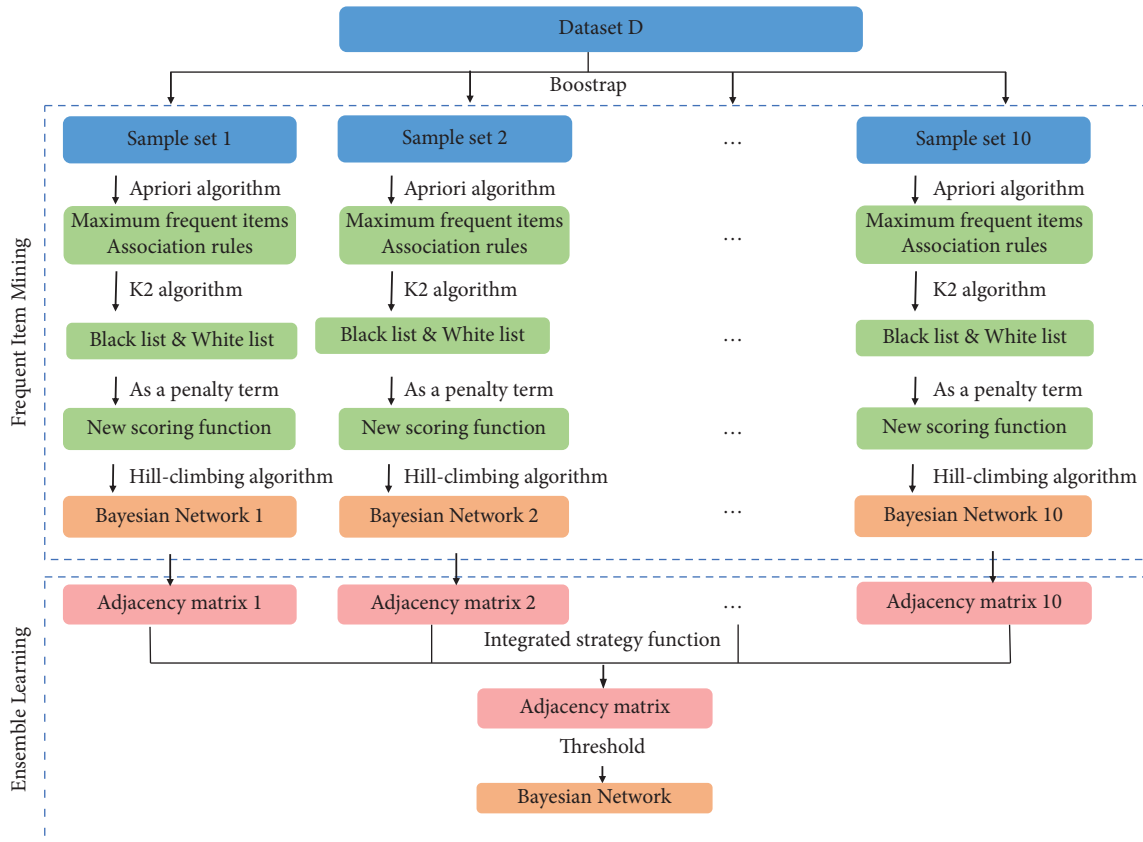 Dataset D
Boostrap
Sample set 1
Sample set 2
...
Sample set 10
Apriori algorithm
Apriori algorithm
Apriori algorithm
Maximum frequent items
Association rules
Maximum frequent items
Association rules
...
Maximum frequent items
Association rules
K2 algorithm
K2 algorithm
K2 algorithm
Black list & White list
Black list & White list
...
Black list & White list
As a penalty term
As a penalty term
As a penalty term
New scoring function
New scoring function
...
New scoring function
Hill-climbing algorithm
Hill-climbing algorithm
Hill-climbing algorithm
Bayesian Network 1
Bayesian Network 2
...
Bayesian Network 10
Frequent Item Mining
Adjacency matrix 1
Adjacency matrix 2
...
Adjacency matrix 10
Integrated strategy function
Adjacency matrix
Threshold
Bayesian Network
Ensemble Learning